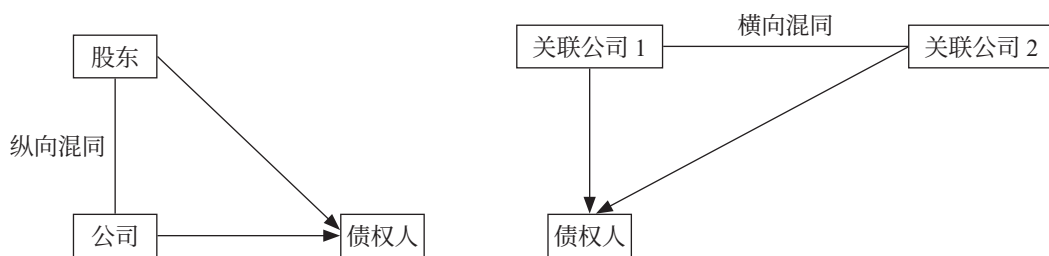 股东
纵向混同
公司
债权人
横向混同
关联公司 1
关联公司 2
债权人